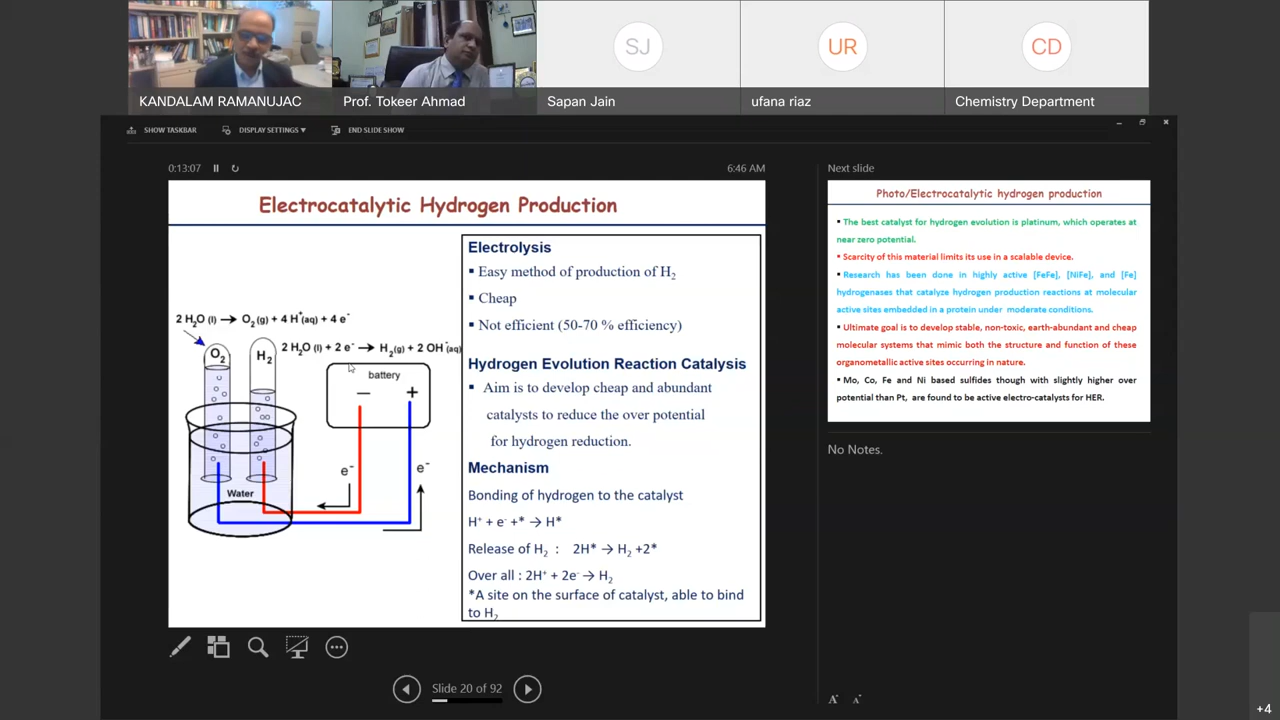 SJ
UR
CD
KANDALAM RAMANUJAC
Prof. Tokeer Ahmad
Sapan Jain
ufana riaz
Chemistry Department
SHOW TASKBAR
DISPLAY SETTINGS ▾
END SLIDE SHOW
0:13:07
6:46 AM
Electrocatalytic Hydrogen Production
2 H₂O (l) → O₂(g) + 4 H⁺(aq) + 4 e⁻
2 H₂O (l) + 2 e⁻ → H₂(g) + 2 OH⁻(aq)
O₂
H₂
battery
− +
e⁻
e⁻
Water
Electrolysis
▪ Easy method of production of H₂
▪ Cheap
▪ Not efficient (50-70 % efficiency)
Hydrogen Evolution Reaction Catalysis
▪ Aim is to develop cheap and abundant
catalysts to reduce the over potential
for hydrogen reduction.
Mechanism
Bonding of hydrogen to the catalyst
H⁺ + e⁻ +* → H*
Release of H₂ : 2H* → H₂ +2*
Over all : 2H⁺ + 2e⁻ → H₂
*A site on the surface of catalyst, able to bind
to H₂
Slide 20 of 92
Next slide
Photo/Electrocatalytic hydrogen production
▪ The best catalyst for hydrogen evolution is platinum, which operates at
near zero potential.
▪ Scarcity of this material limits its use in a scalable device.
▪ Research has been done in highly active [FeFe], [NiFe], and [Fe]
hydrogenases that catalyze hydrogen production reactions at molecular
active sites embedded in a protein under moderate conditions.
▪ Ultimate goal is to develop stable, non-toxic, earth-abundant and cheap
molecular systems that mimic both the structure and function of these
organometallic active sites occurring in nature.
▪ Mo, Co, Fe and Ni based sulfides though with slightly higher over
potential than Pt, are found to be active electro-catalysts for HER.
No Notes.
A A
+4